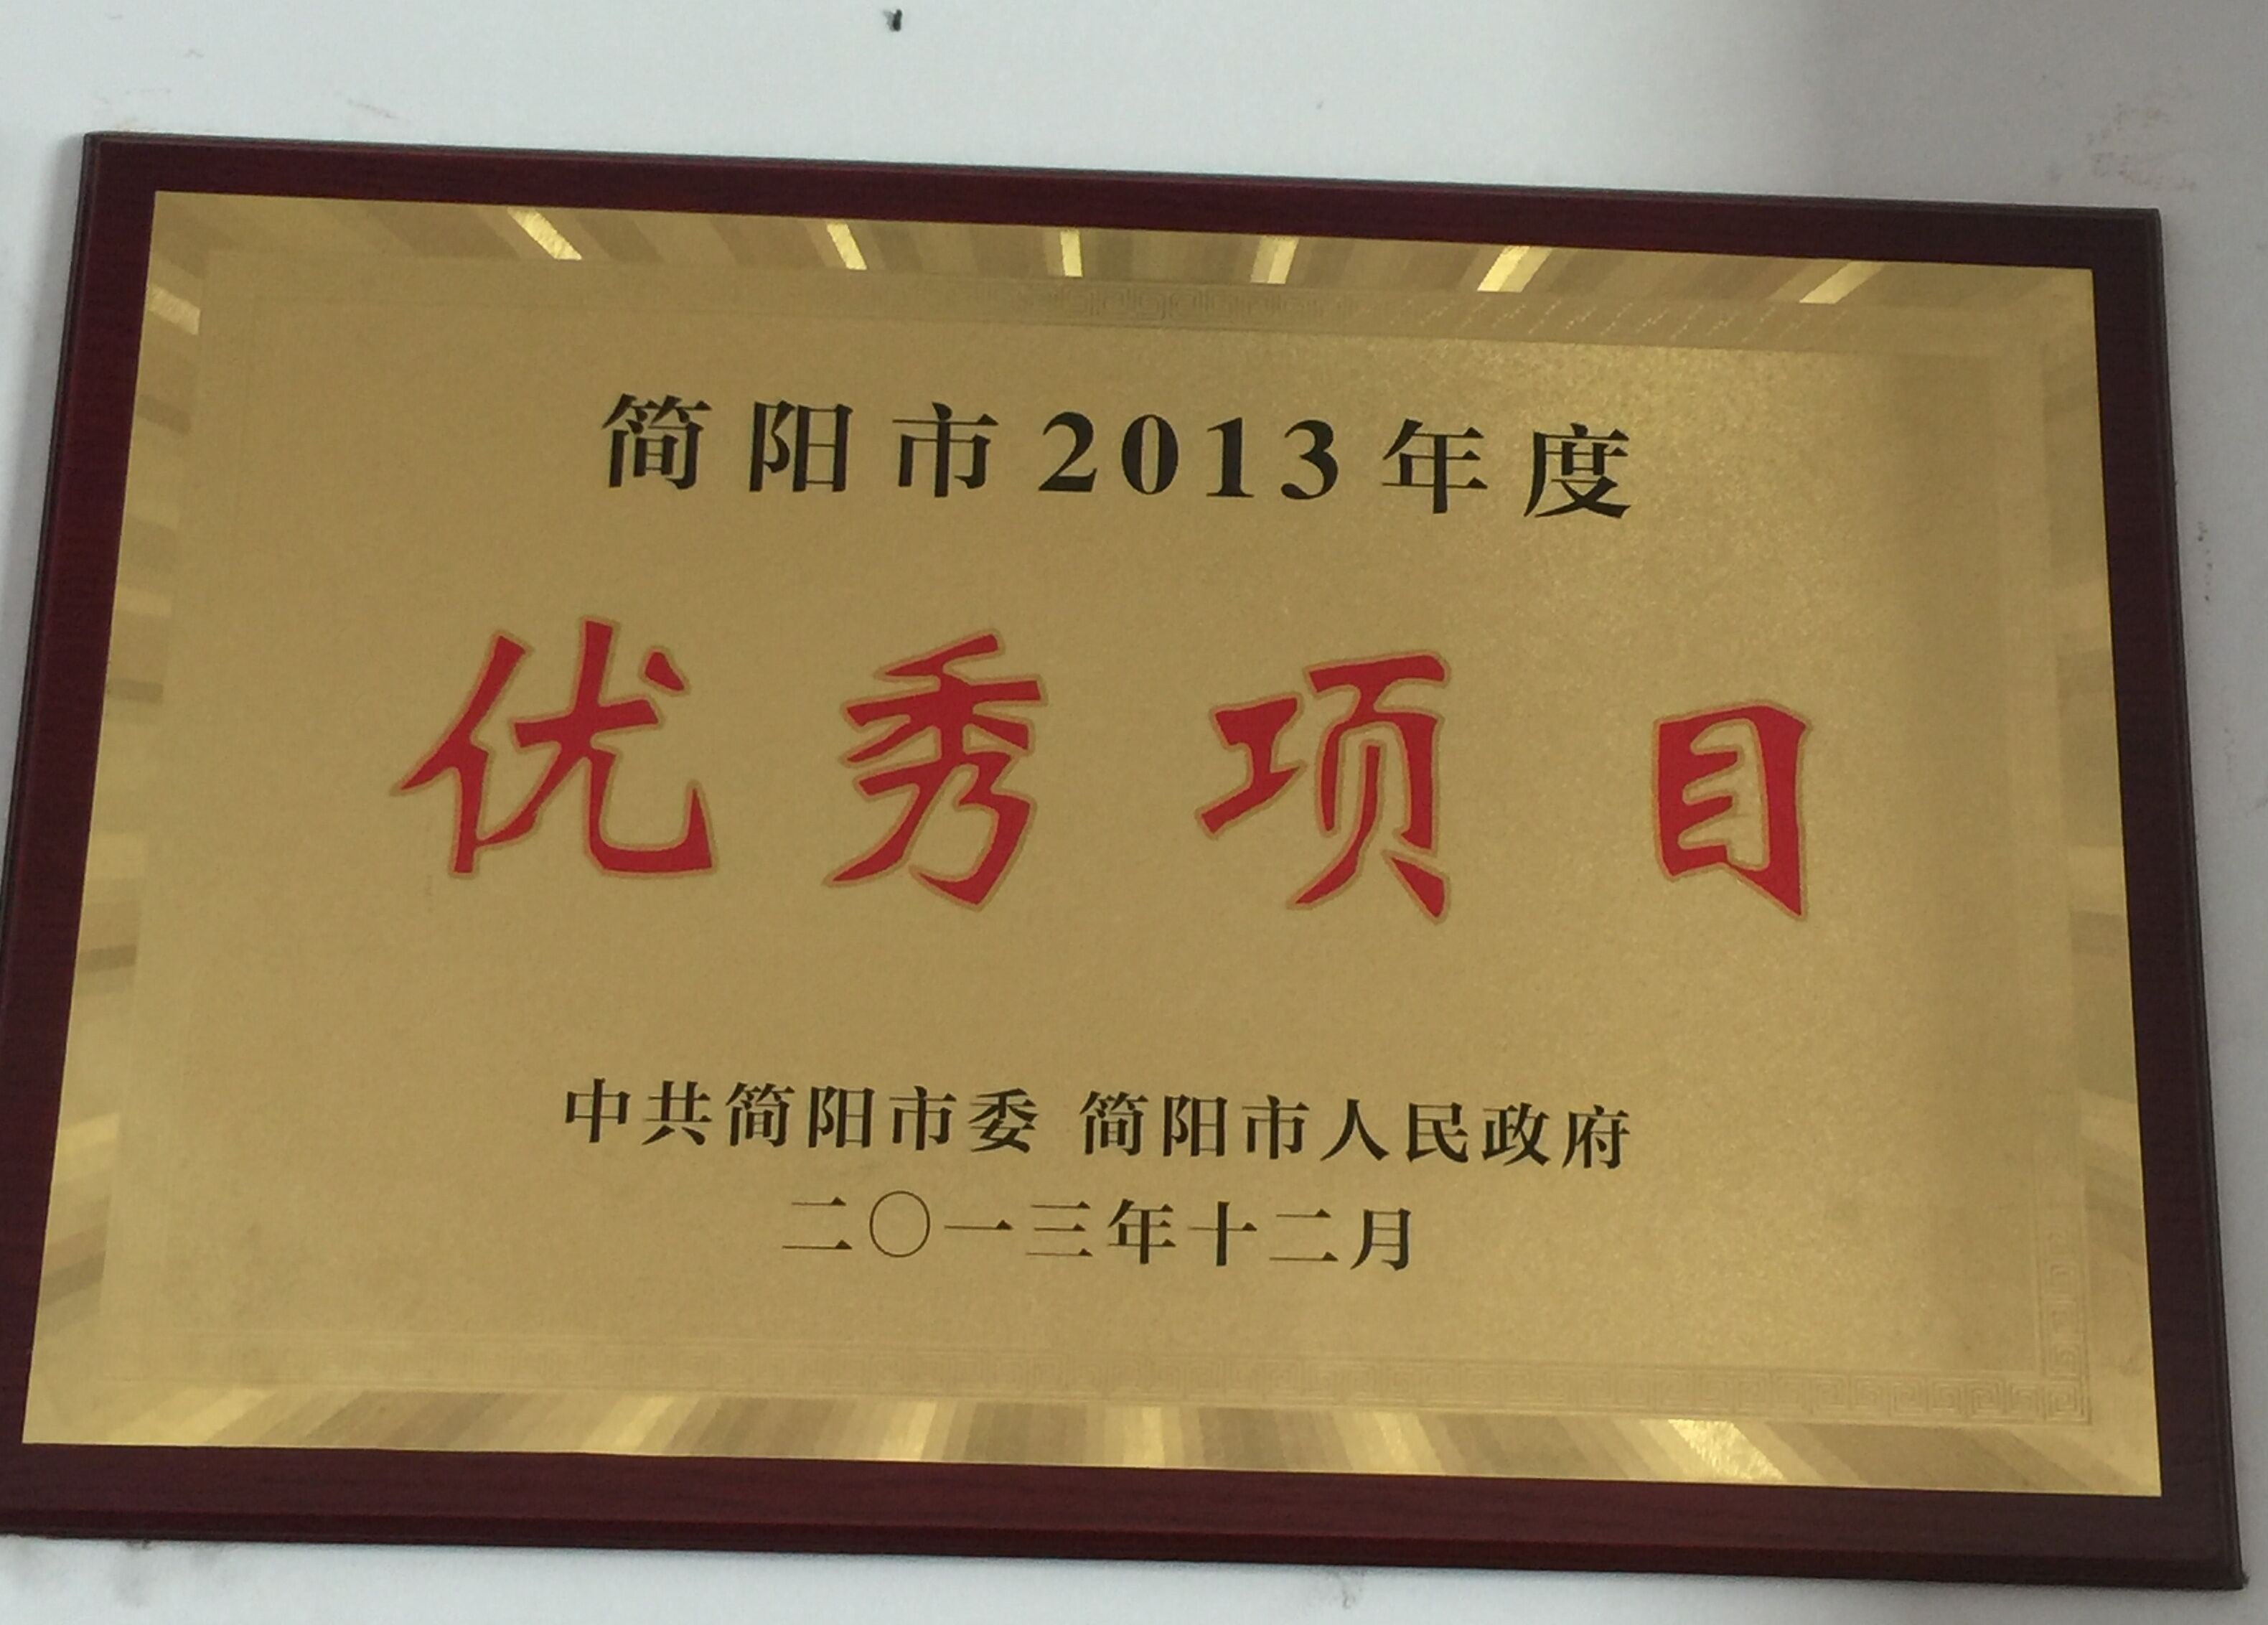 简阳市2013年度
优秀项目
中共简阳市委 简阳市人民政府
二〇一三年十二月